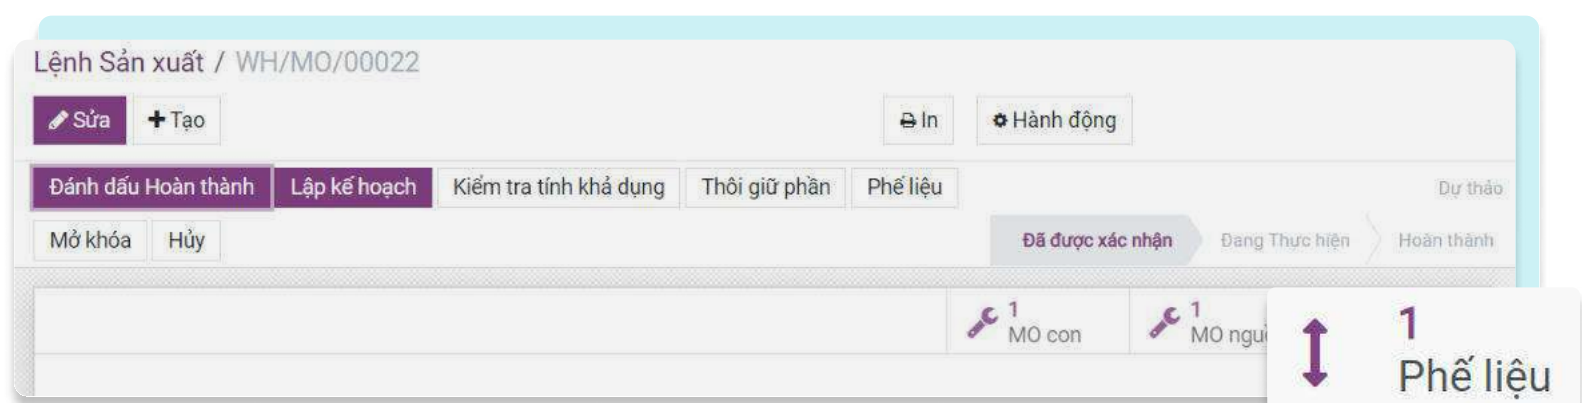 Lệnh Sản xuất / WH/MO/00022
Sửa Tạo In Hành động
Đánh dấu Hoàn thành Lập kế hoạch Kiểm tra tính khả dụng Thôi giữ phần Phế liệu Dự thảo
Mở khóa Hủy Đã được xác nhận Đang Thực hiện Hoàn thành
1 1 1
MO con MO nguồ Phế liệu